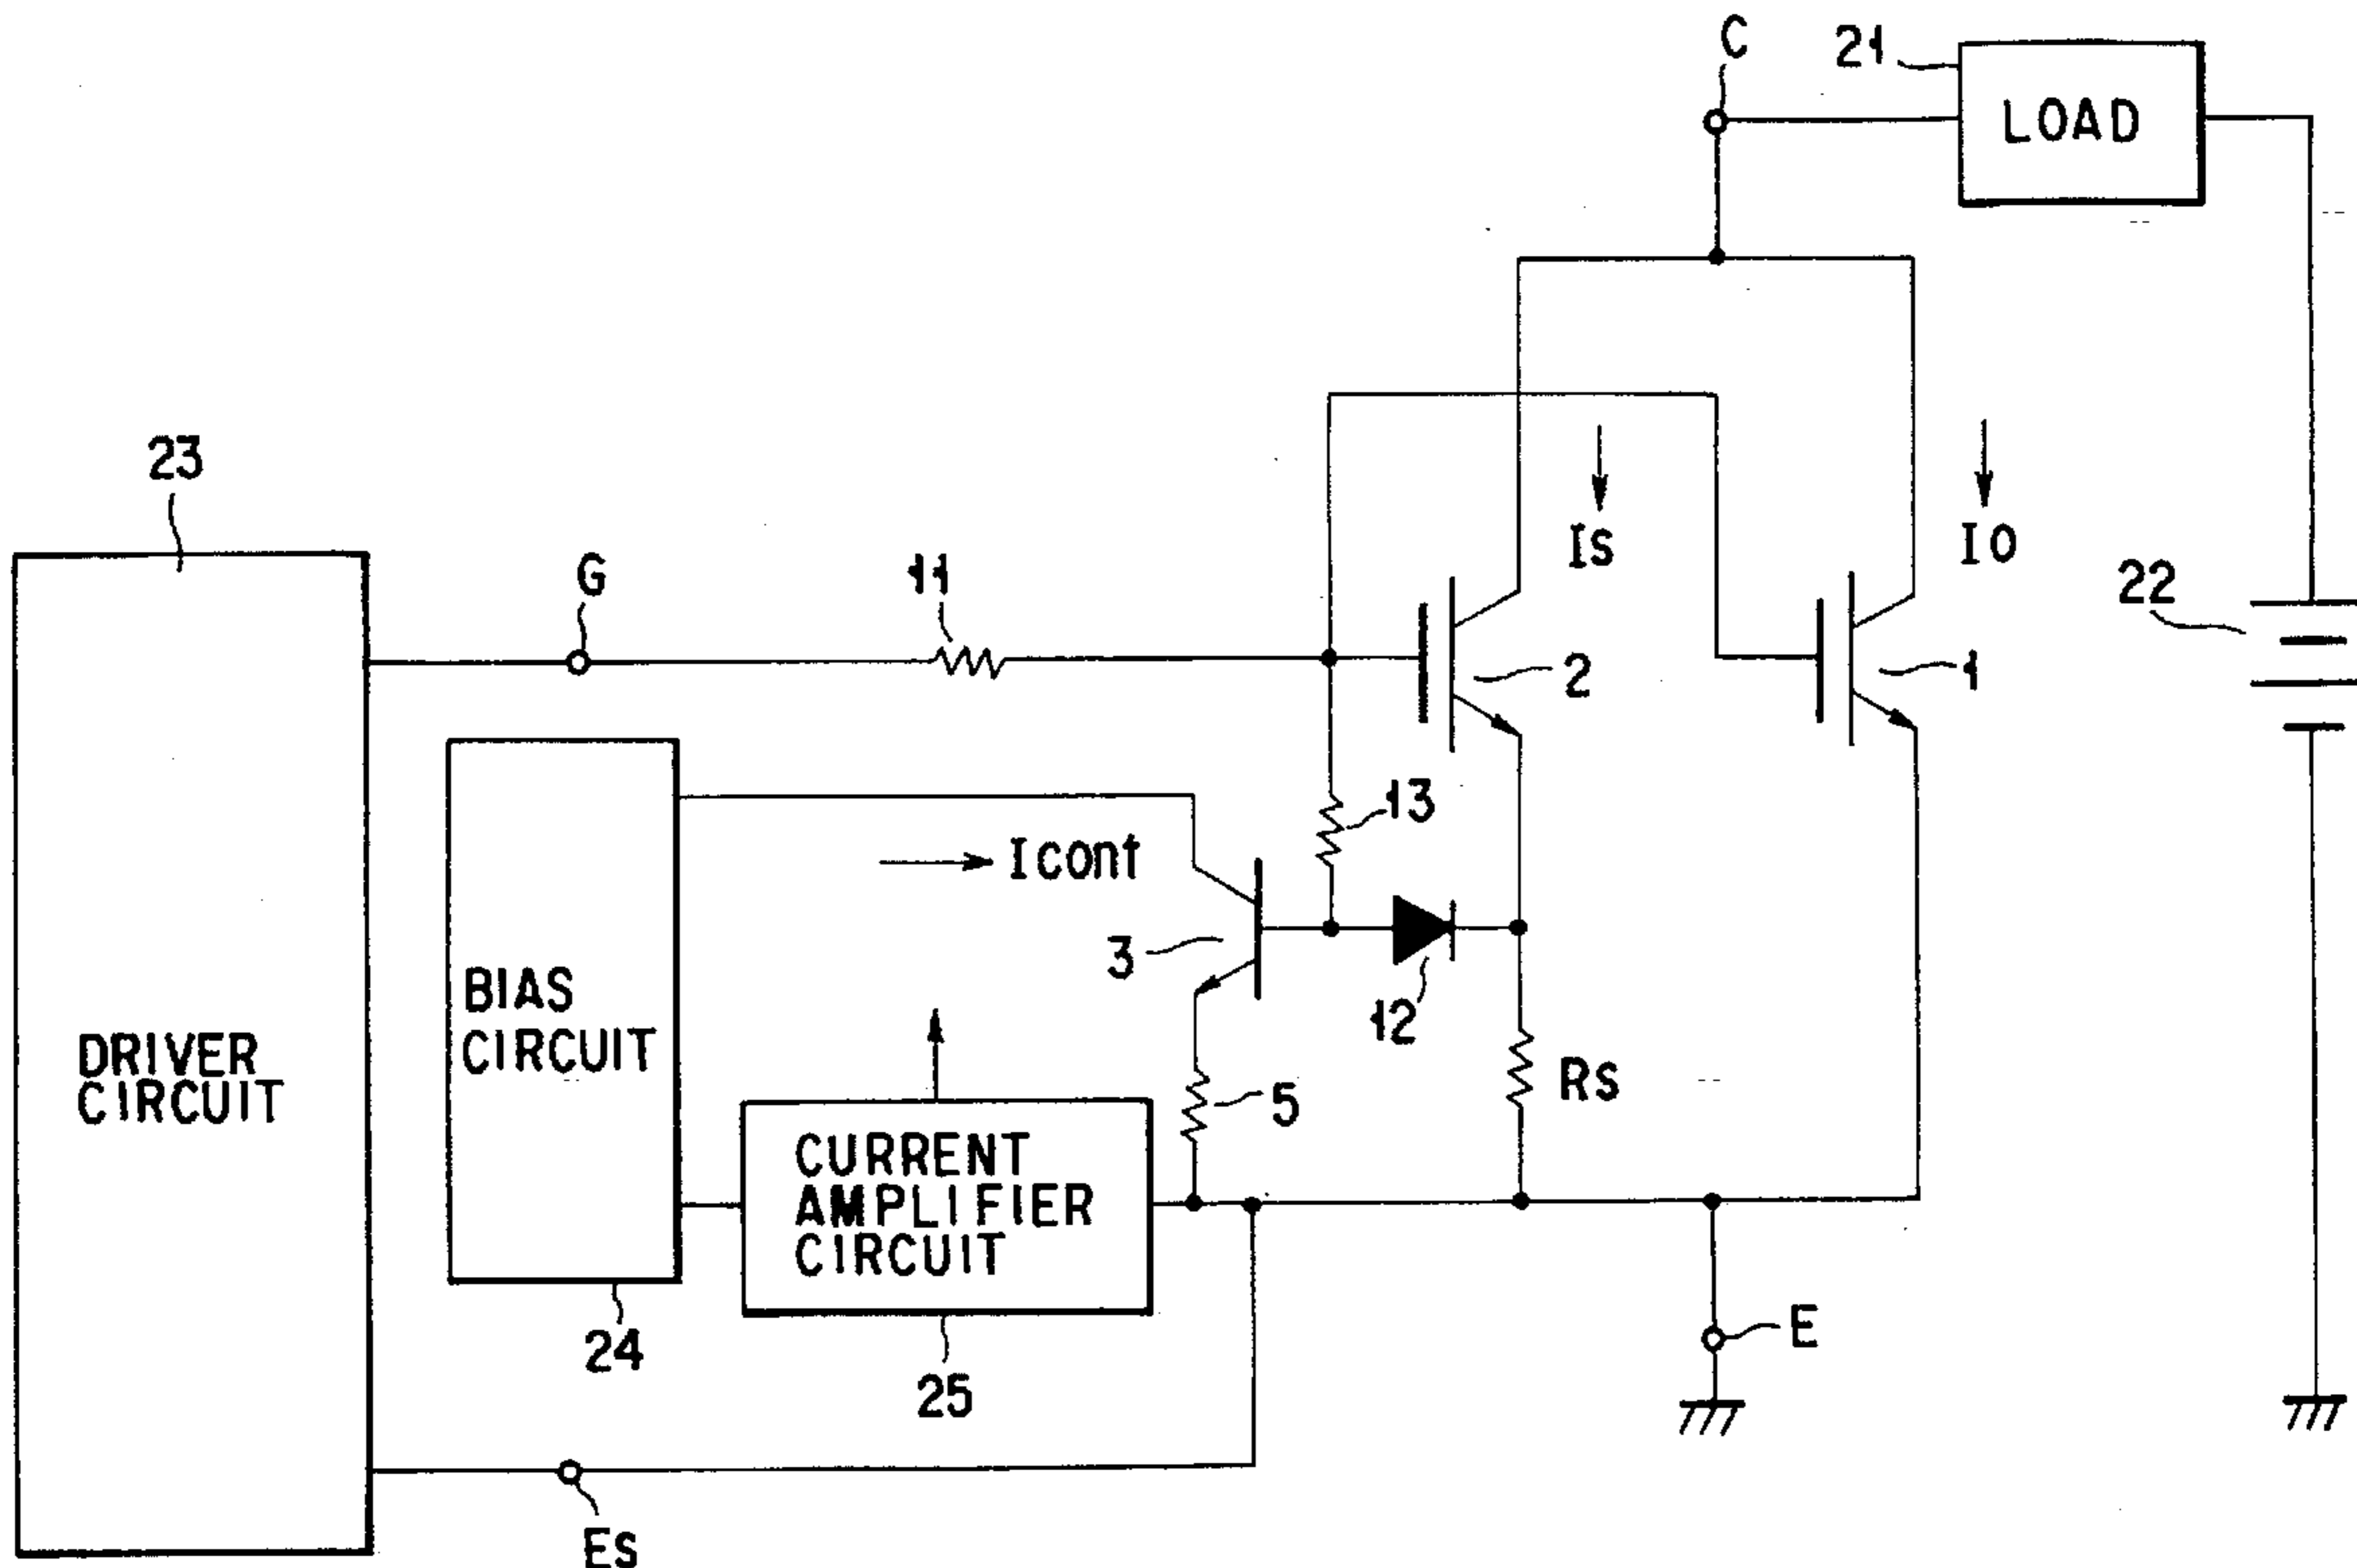 C
21
LOAD
23
G
11
Is
Io
22
2
1
13
Icont
3
12
BIAS
CIRCUIT
DRIVER
CIRCUIT
5
Rs
CURRENT
AMPLIFIER
CIRCUIT
24
25
E
Es